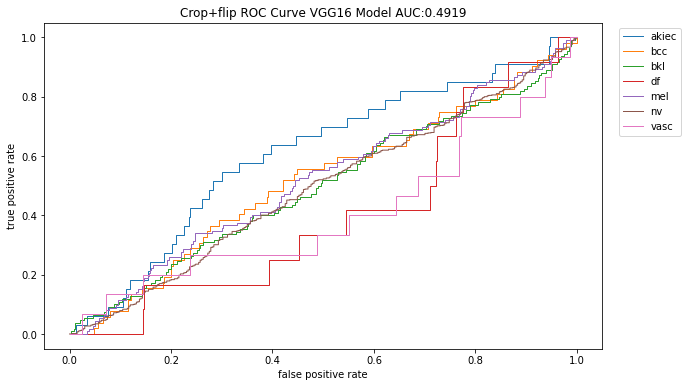 Crop+flip ROC Curve VGG16 Model AUC:0.4919
true positive rate
1.0
0.8
0.6
0.4
0.2
0.0
0.0 0.2 0.4 0.6 0.8 1.0
false positive rate
akiec
bcc
bkl
df
mel
nv
vasc